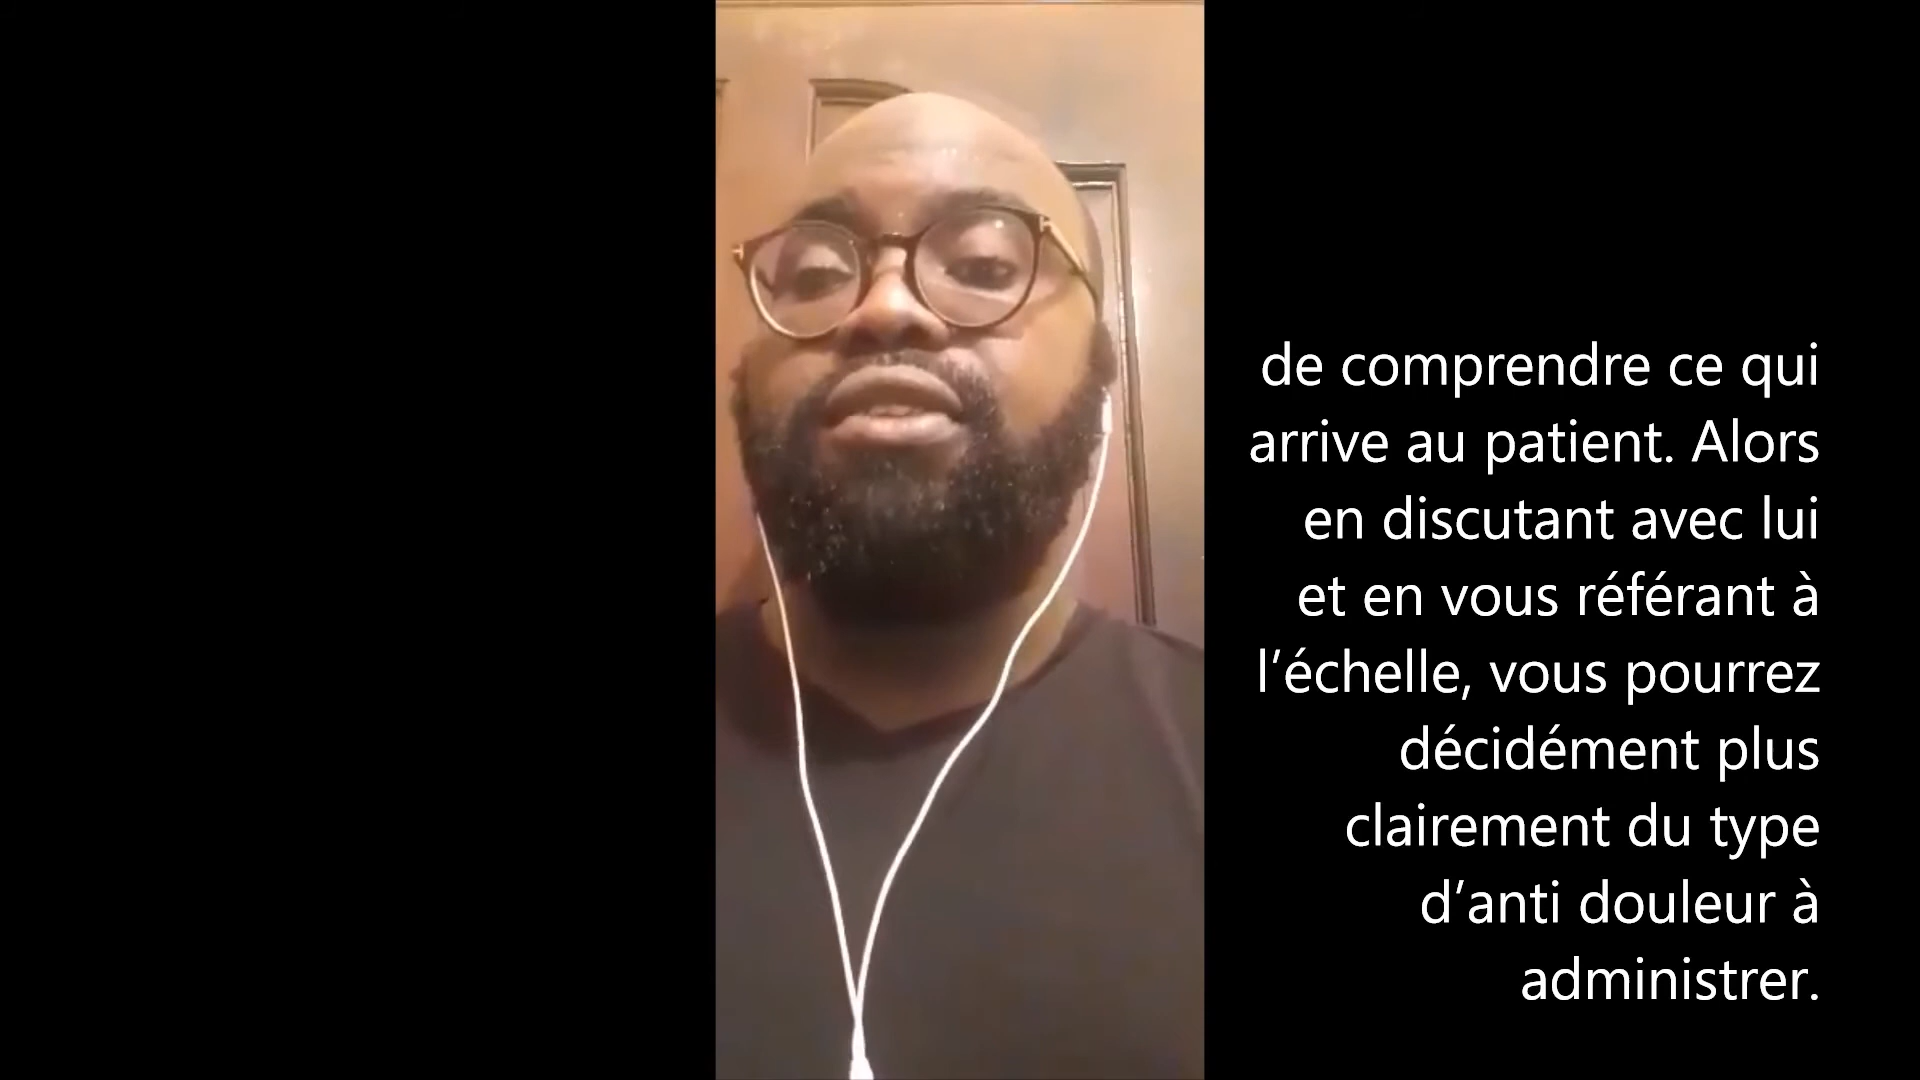 de comprendre ce qui
arrive au patient. Alors
en discutant avec lui
et en vous référant à
l’échelle, vous pourrez
décidément plus
clairement du type
d’anti douleur à
administrer.